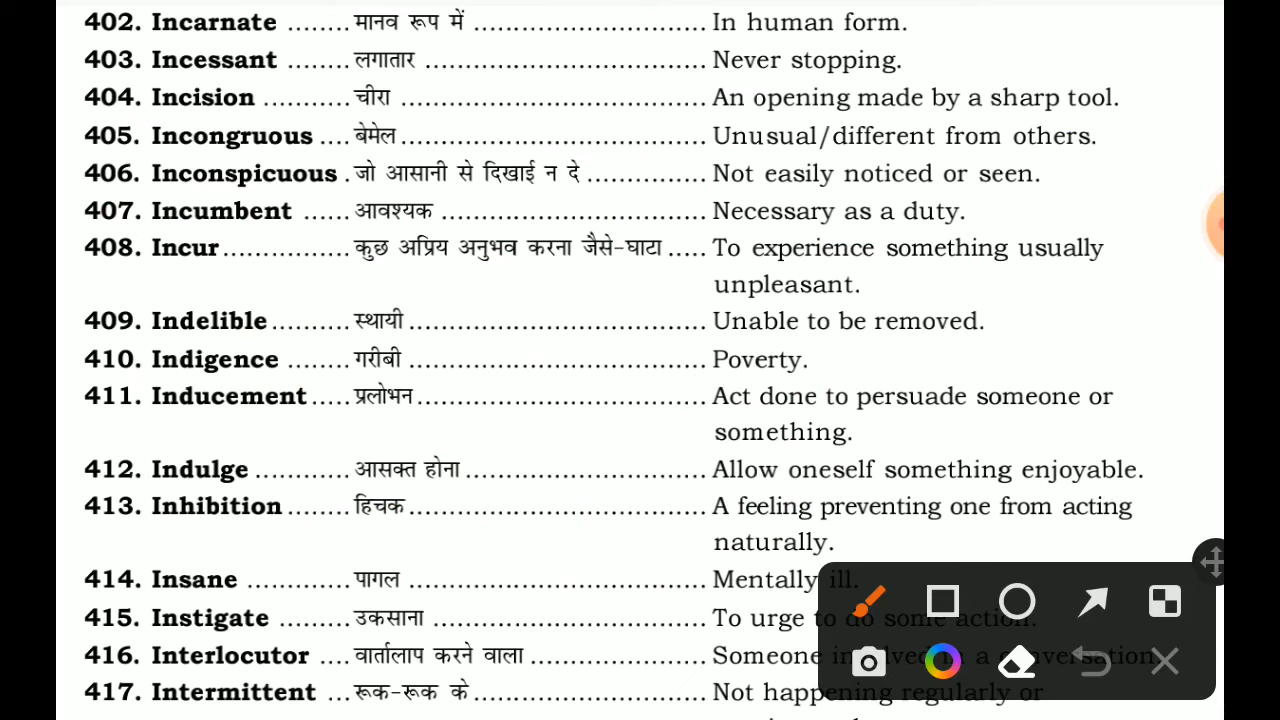 402. Incarnate ........ मानव रूप में .............................. In human form.
403. Incessant ........ लगातार .................................... Never stopping.
404. Incision ........... चीरा ....................................... An opening made by a sharp tool.
405. Incongruous .... बेमेल ....................................... Unusual/different from others.
406. Inconspicuous . जो आसानी से दिखाई न दे ............... Not easily noticed or seen.
407. Incumbent ...... आवश्यक .................................. Necessary as a duty.
408. Incur ............... कुछ अप्रिय अनुभव करना जैसे-घाटा ..... To experience something usually
unpleasant.
409. Indelible .......... स्थायी ...................................... Unable to be removed.
410. Indigence ........ गरीबी ...................................... Poverty.
411. Inducement ..... प्रलोभन ..................................... Act done to persuade someone or
something.
412. Indulge ............ आसक्त होना ............................... Allow oneself something enjoyable.
413. Inhibition ........ हिचक ...................................... A feeling preventing one from acting
naturally.
414. Insane ............. पागल ....................................... Mentally ill.
415. Instigate ......... उकसाना .................................... To urge to do some action.
416. Interlocutor .... वार्तालाप करने वाला ....................... Someone involved in a conversation.
417. Intermittent ... रूक-रूक के .............................. Not happening regularly or